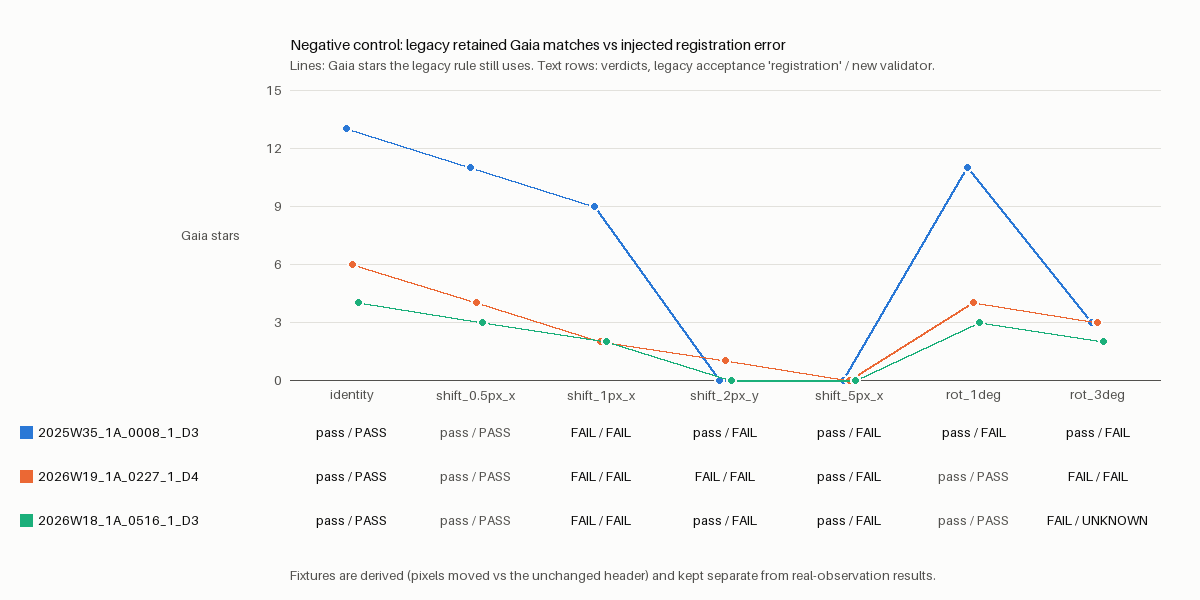 Negative control: legacy retained Gaia matches vs injected registration error
Lines: Gaia stars the legacy rule still uses. Text rows: verdicts, legacy acceptance 'registration' / new validator.
15
12
9
Gaia stars
6
3
0
identity shift_0.5px_x shift_1px_x shift_2px_y shift_5px_x rot_1deg rot_3deg
2025W35_1A_0008_1_D3 pass / PASS pass / PASS FAIL / FAIL pass / FAIL pass / FAIL pass / FAIL pass / FAIL
2026W19_1A_0227_1_D4 pass / PASS pass / PASS FAIL / FAIL FAIL / FAIL pass / FAIL pass / PASS FAIL / FAIL
2026W18_1A_0516_1_D3 pass / PASS pass / PASS FAIL / FAIL pass / FAIL pass / FAIL pass / PASS FAIL / UNKNOWN
Fixtures are derived (pixels moved vs the unchanged header) and kept separate from real-observation results.